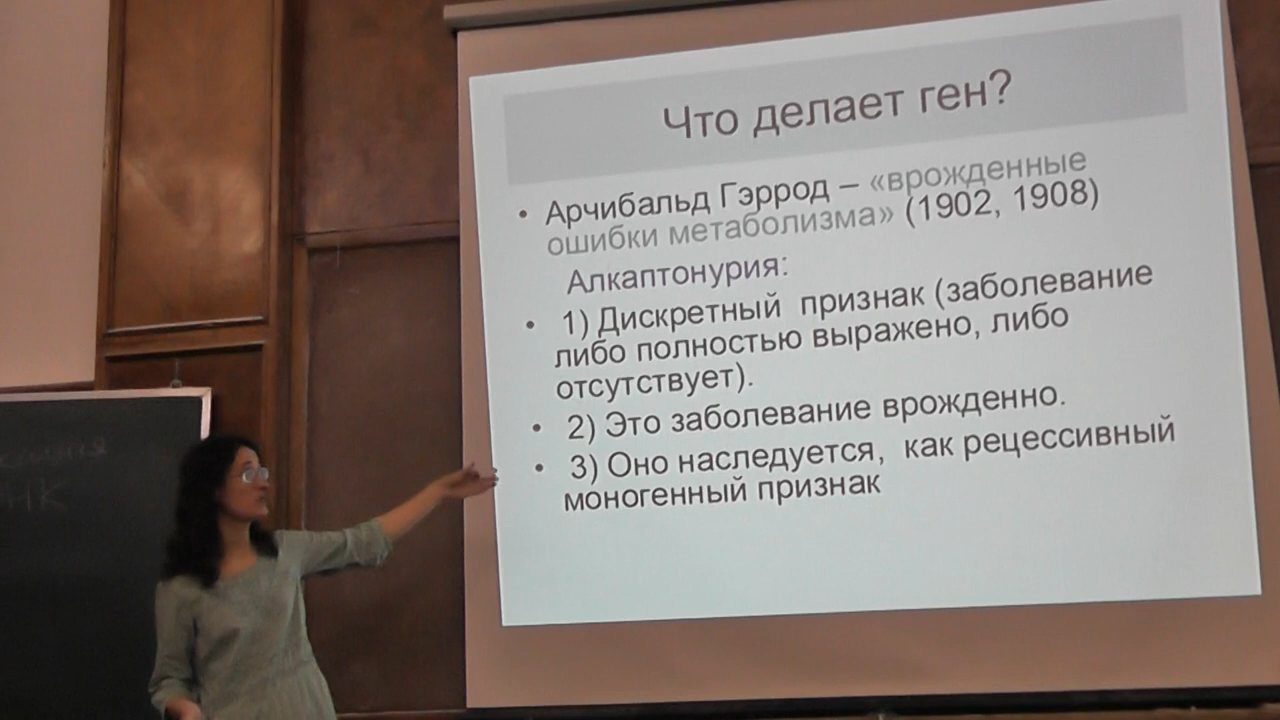 Что делает ген?
• Арчибальд Гэррод – «врожденные
ошибки метаболизма» (1902, 1908)
Алкаптонурия:
• 1) Дискретный признак (заболевание
либо полностью выражено, либо
отсутствует).
• 2) Это заболевание врожденно.
• 3) Оно наследуется, как рецессивный
моногенный признак